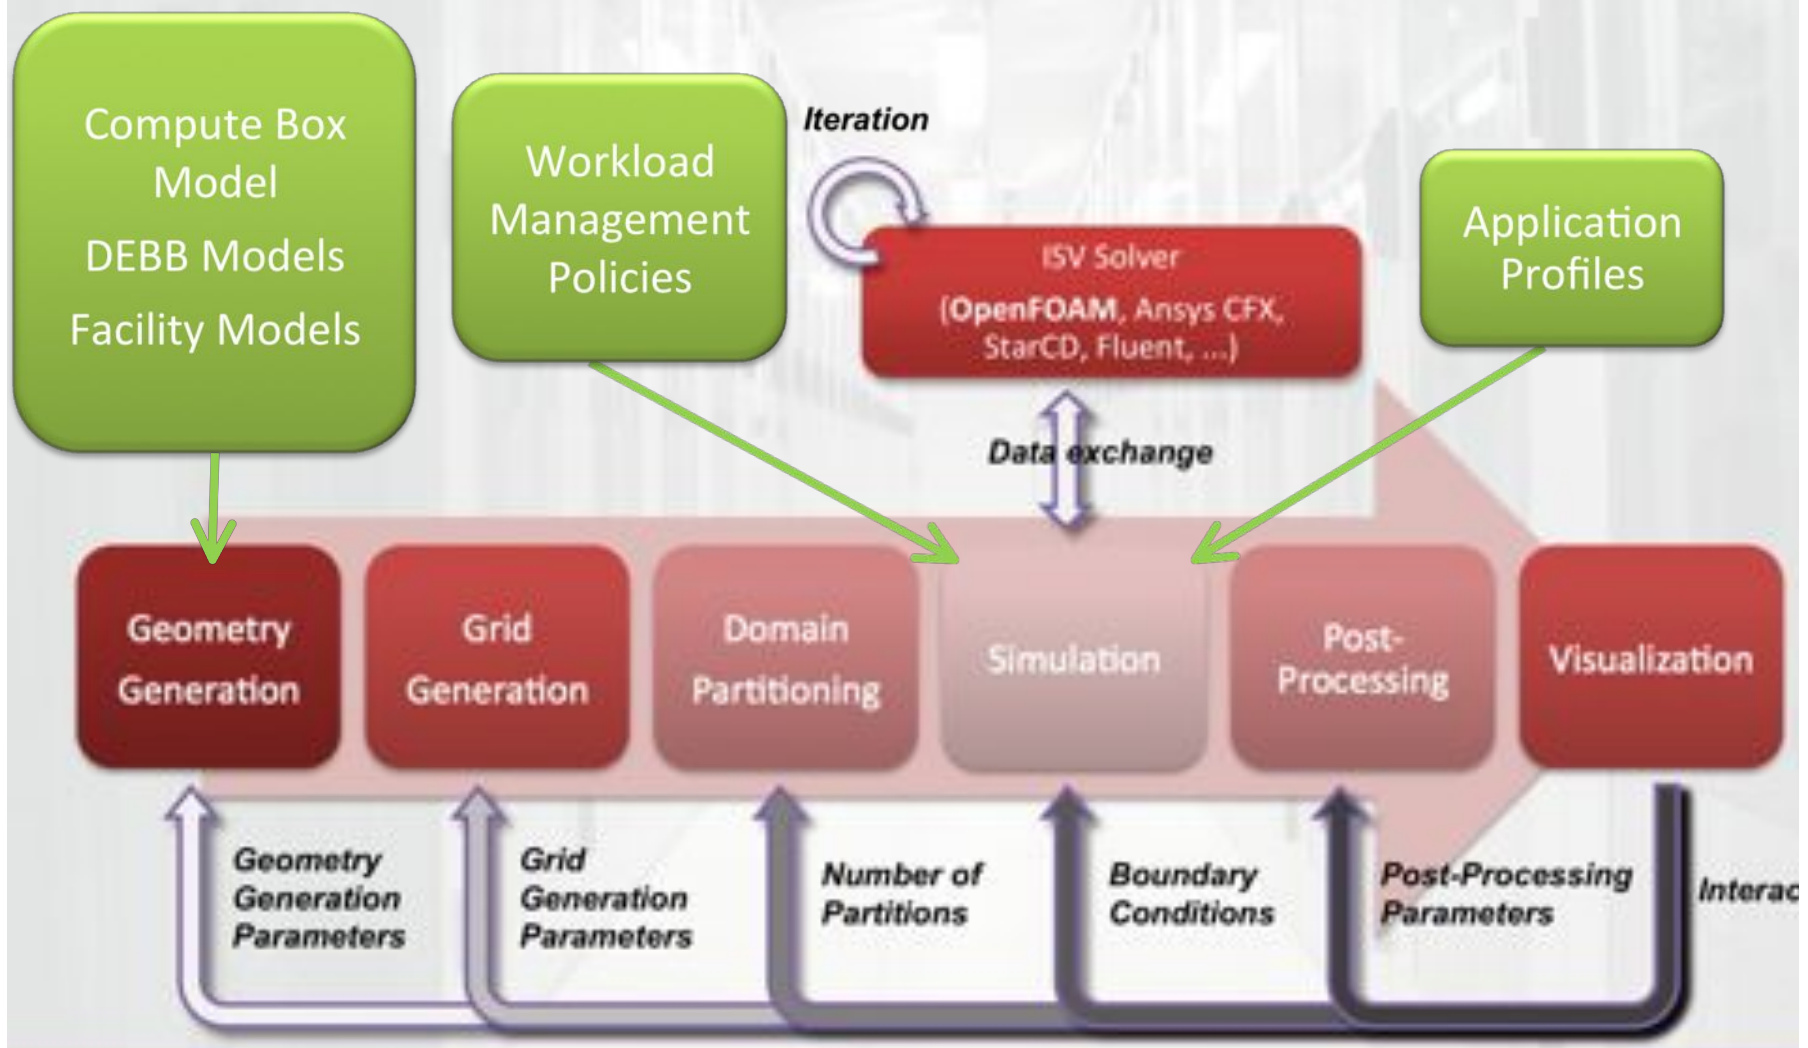 Compute Box
Model
DEBB Models
Facility Models
Workload
Management
Policies
Iteration
ISV Solver
(OpenFOAM, Ansys CFX,
StarCD, Fluent, ...)
Application
Profiles
Data exchange
Geometry
Generation
Grid
Generation
Domain
Partitioning
Simulation
Post-
Processing
Visualization
Geometry
Generation
Parameters
Grid
Generation
Parameters
Number of
Partitions
Boundary
Conditions
Post-Processing
Parameters
Interac